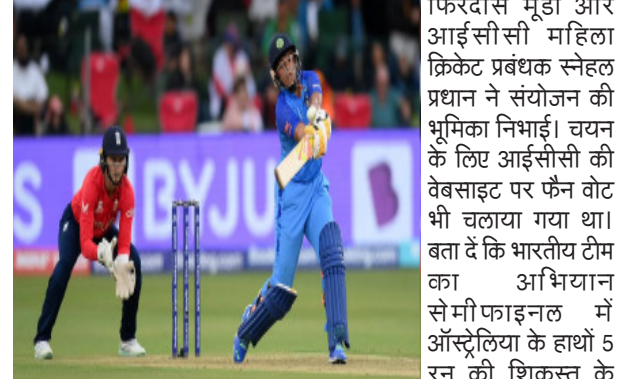 S BYJU
फिरदौस मूंडा और
आईसीसी महिला
क्रिकेट प्रबंधक स्नेहल
प्रधान ने संयोजन की
भूमिका निभाई। चयन
के लिए आईसीसी की
वेबसाइट पर फैन वोट
भी चलाया गया था।
बता दें कि भारतीय टीम
का अभियान
सेमीफाइनल में
ऑस्ट्रेलिया के हाथों 5
रन की शिकस्त के